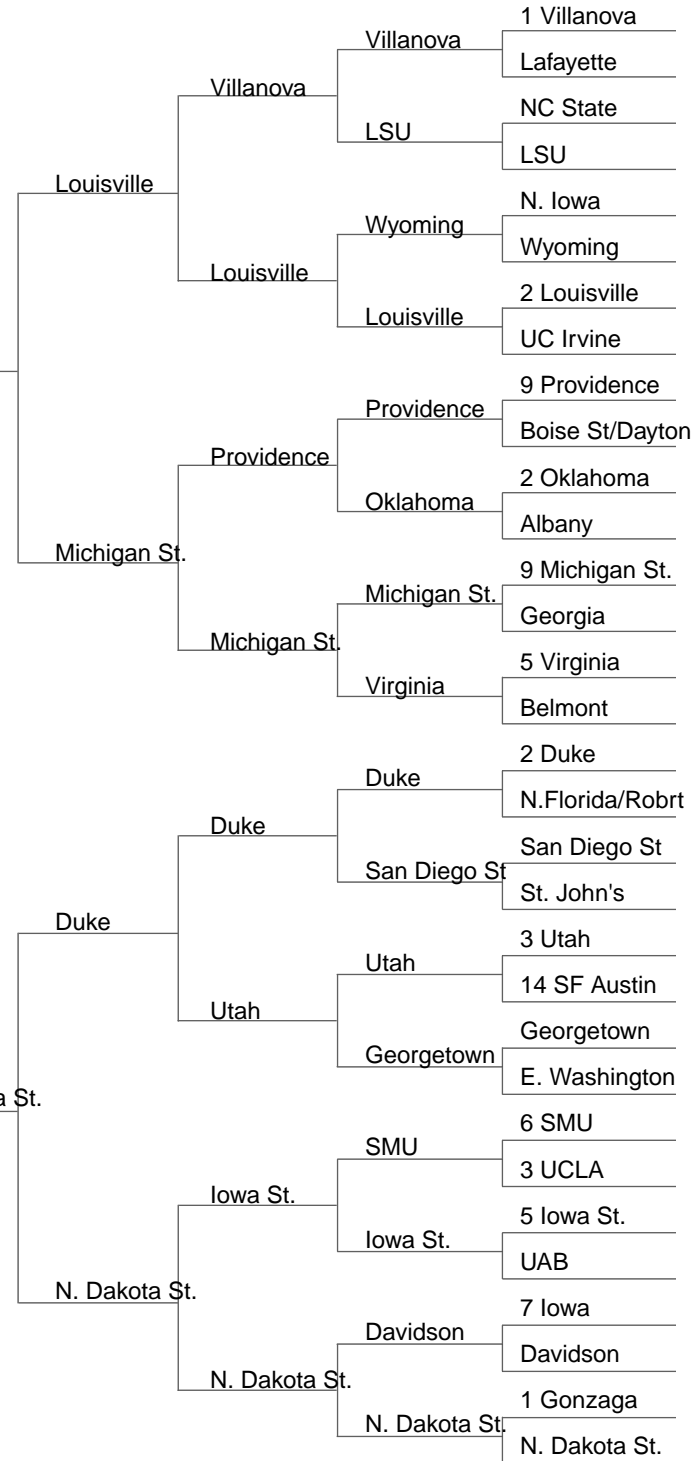 1 Villanova
Villanova
Lafayette
Villanova
NC State
LSU
LSU
Louisville
N. Iowa
Wyoming
Wyoming
Louisville
2 Louisville
Louisville
UC Irvine
9 Providence
Providence
Boise St/Dayton
Providence
2 Oklahoma
Oklahoma
Albany
Michigan St.
9 Michigan St.
Michigan St.
Georgia
Michigan St.
5 Virginia
Virginia
Belmont
2 Duke
Duke
N.Florida/Robrt
Duke
San Diego St
San Diego St
St. John's
Duke
3 Utah
Utah
14 SF Austin
Utah
Georgetown
Georgetown
E. Washington
a St.
6 SMU
SMU
3 UCLA
Iowa St.
5 Iowa St.
Iowa St.
UAB
N. Dakota St.
7 Iowa
Davidson
Davidson
N. Dakota St.
1 Gonzaga
N. Dakota St.
N. Dakota St.